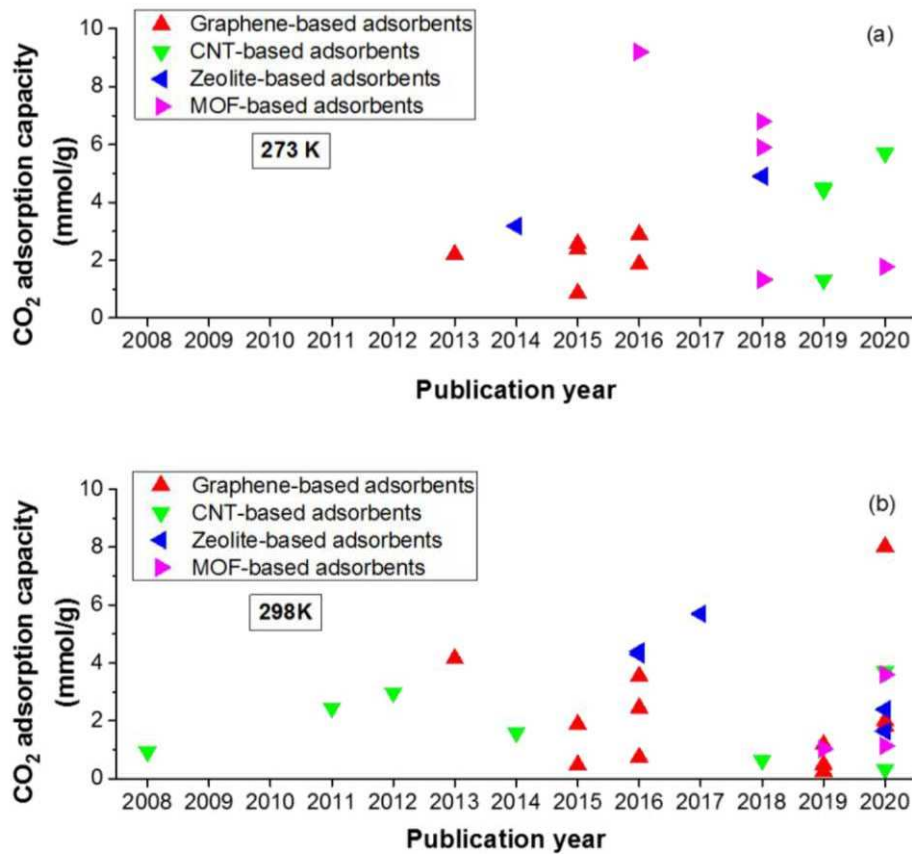 (a)
Graphene-based adsorbents
CNT-based adsorbents
Zeolite-based adsorbents
MOF-based adsorbents
273 K
CO₂ adsorption capacity
(mmol/g)
10
8
6
4
2
0
2008 2009 2010 2011 2012 2013 2014 2015 2016 2017 2018 2019 2020
Publication year
(b)
Graphene-based adsorbents
CNT-based adsorbents
Zeolite-based adsorbents
MOF-based adsorbents
298K
CO₂ adsorption capacity
(mmol/g)
10
8
6
4
2
0
2008 2009 2010 2011 2012 2013 2014 2015 2016 2017 2018 2019 2020
Publication year